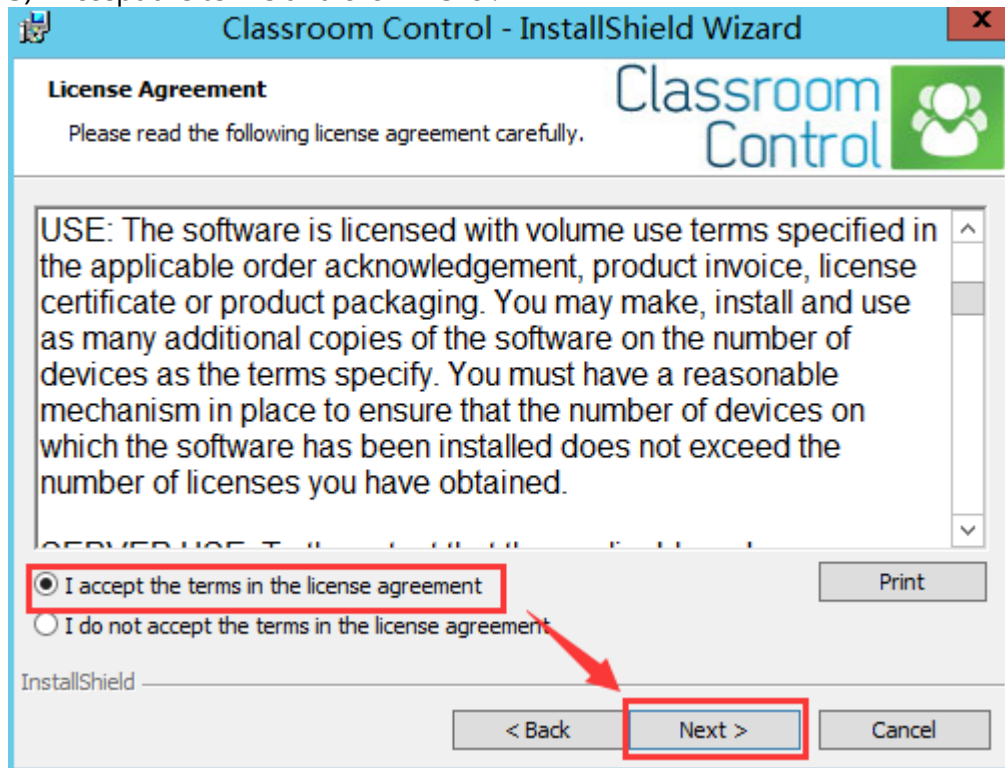 Classroom Control - InstallShield Wizard
x
License Agreement
Please read the following license agreement carefully.
Classroom
Control
USE: The software is licensed with volume use terms specified in
the applicable order acknowledgement, product invoice, license
certificate or product packaging. You may make, install and use
as many additional copies of the software on the number of
devices as the terms specify. You must have a reasonable
mechanism in place to ensure that the number of devices on
which the software has been installed does not exceed the
number of licenses you have obtained.
I accept the terms in the license agreement
Print
I do not accept the terms in the license agreement
InstallShield
< Back
Next >
Cancel